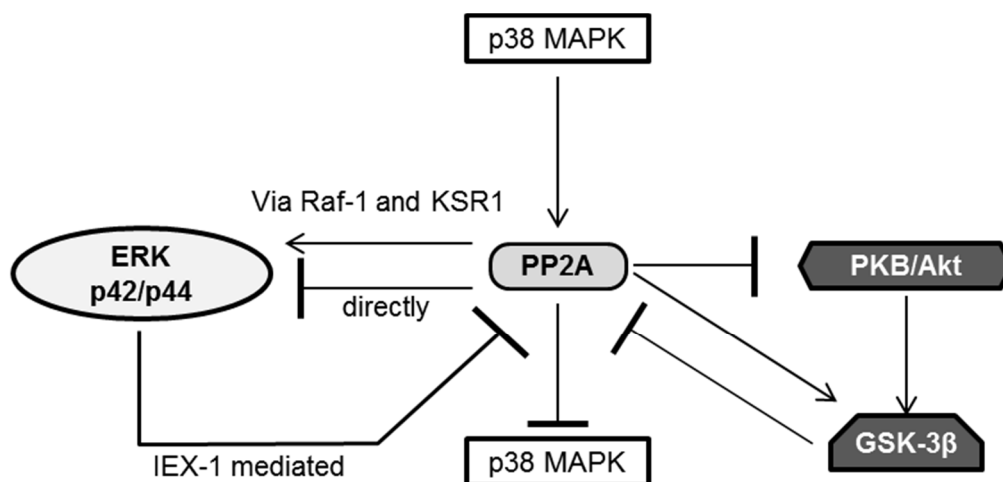 p38 MAPK
Via Raf-1 and KSR1
ERK
p42/p44
PP2A
PKB/Akt
directly
GSK-3β
IEX-1 mediated
p38 MAPK